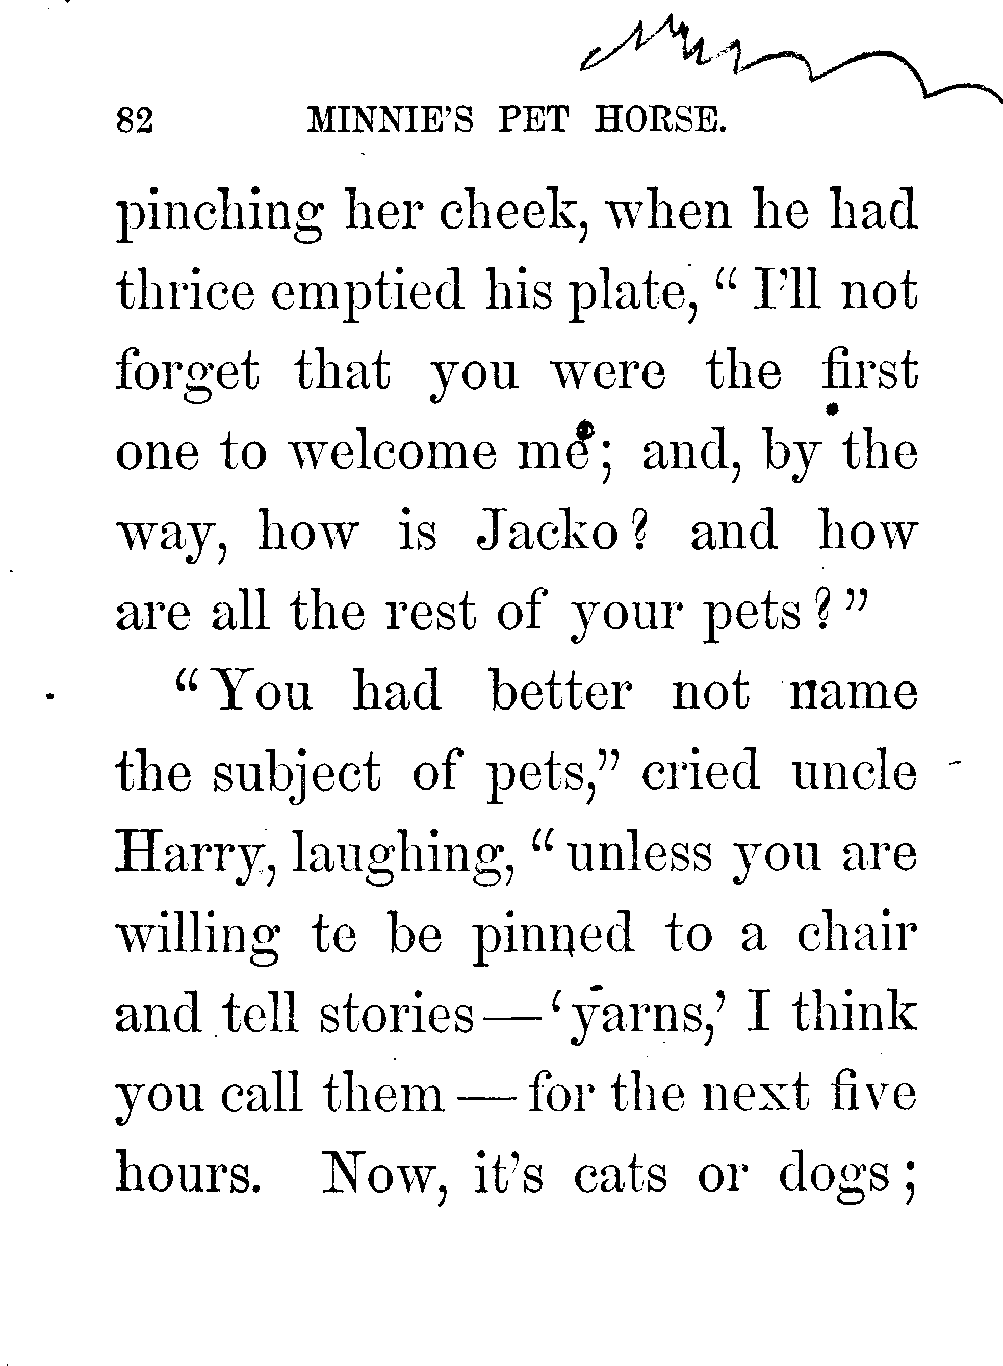 82 MINNIE'S PET HORSE.
pinching her cheek, when he had
thrice emptied his plate, “ I'll not
forget that you were the first
one to welcome me; and, by the
way, how is Jacko? and how
are all the rest of your pets?”
“You had better not name
the subject of pets,” cried uncle
Harry, laughing, “unless you are
willing to be pinned to a chair
and tell stories—‘yarns,’ I think
you call them—for the next five
hours. Now, it's cats or dogs;